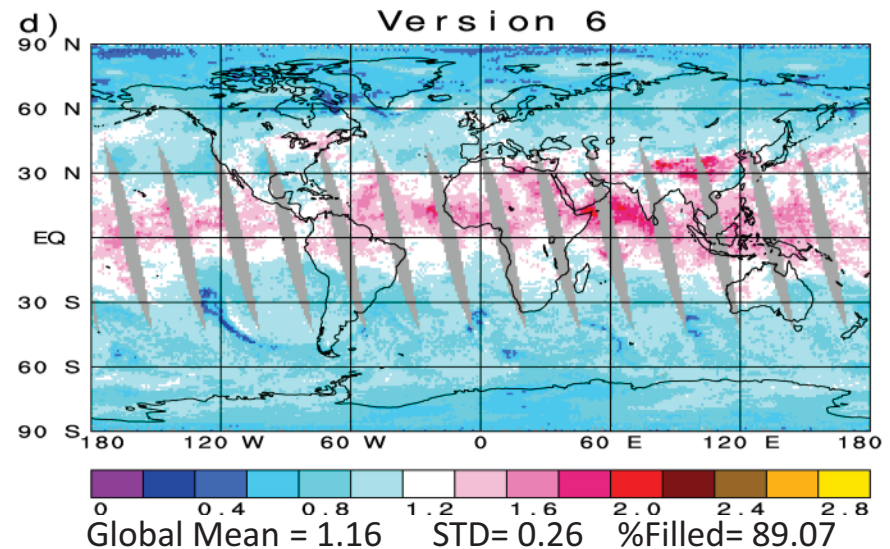 d) Version 6
90 N
60 N
30 N
EQ
30 S
60 S
90 S
180 120 W 60 W 0 60 E 120 E 180
0 0.4 0.8 1.2 1.6 2.0 2.4 2.8
Global Mean = 1.16 STD= 0.26 %Filled= 89.07